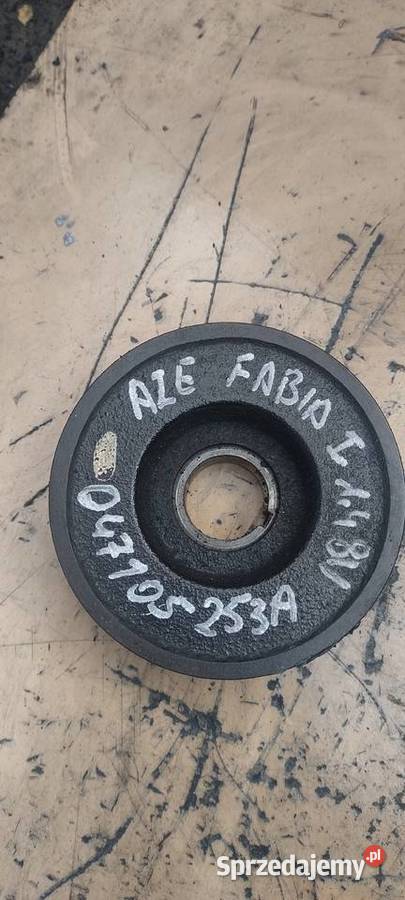 AZE FABIA I 1.4 8V
047105253A
Sprzedajemy.pl